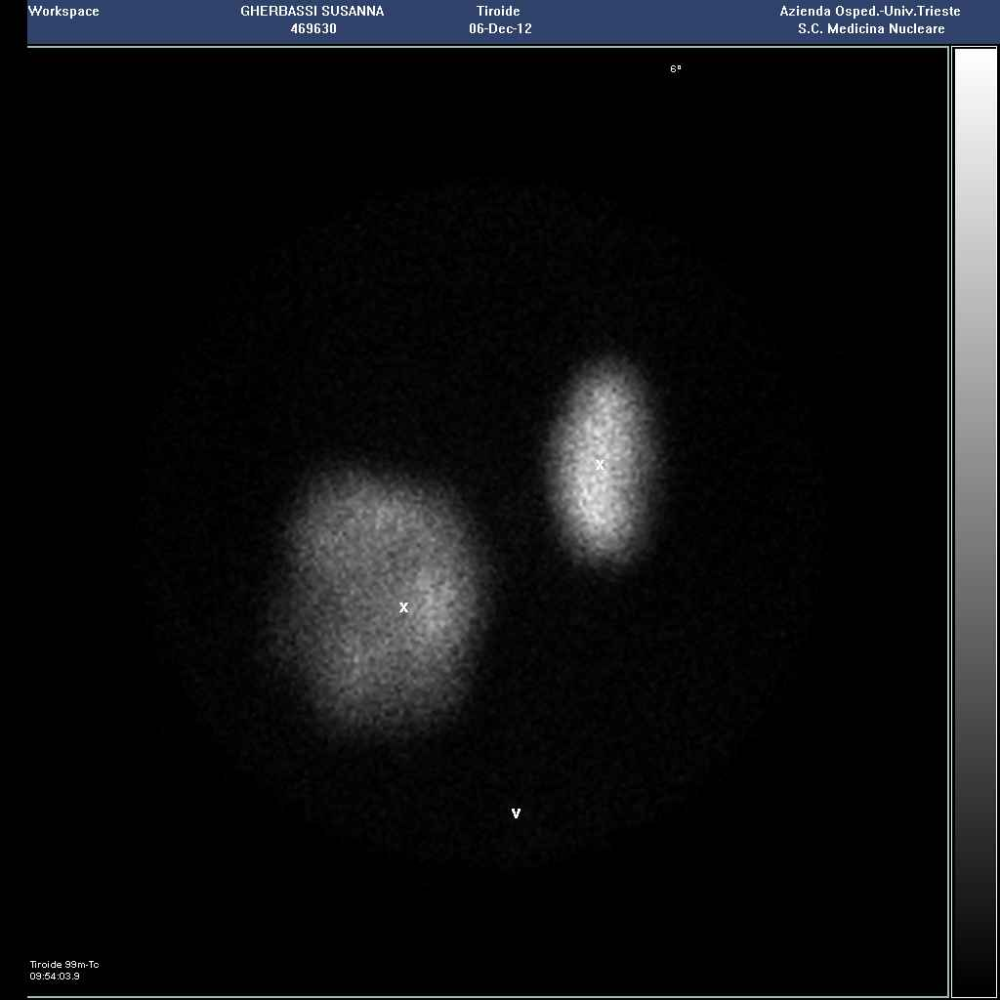 Workspace GHERBASSI SUSANNA Tiroide Azienda Osped.-Univ.Trieste
469630 06-Dec-12 S.C. Medicina Nucleare
6°
X
X
V
Tiroide 99m-Tc
09:54:03.9